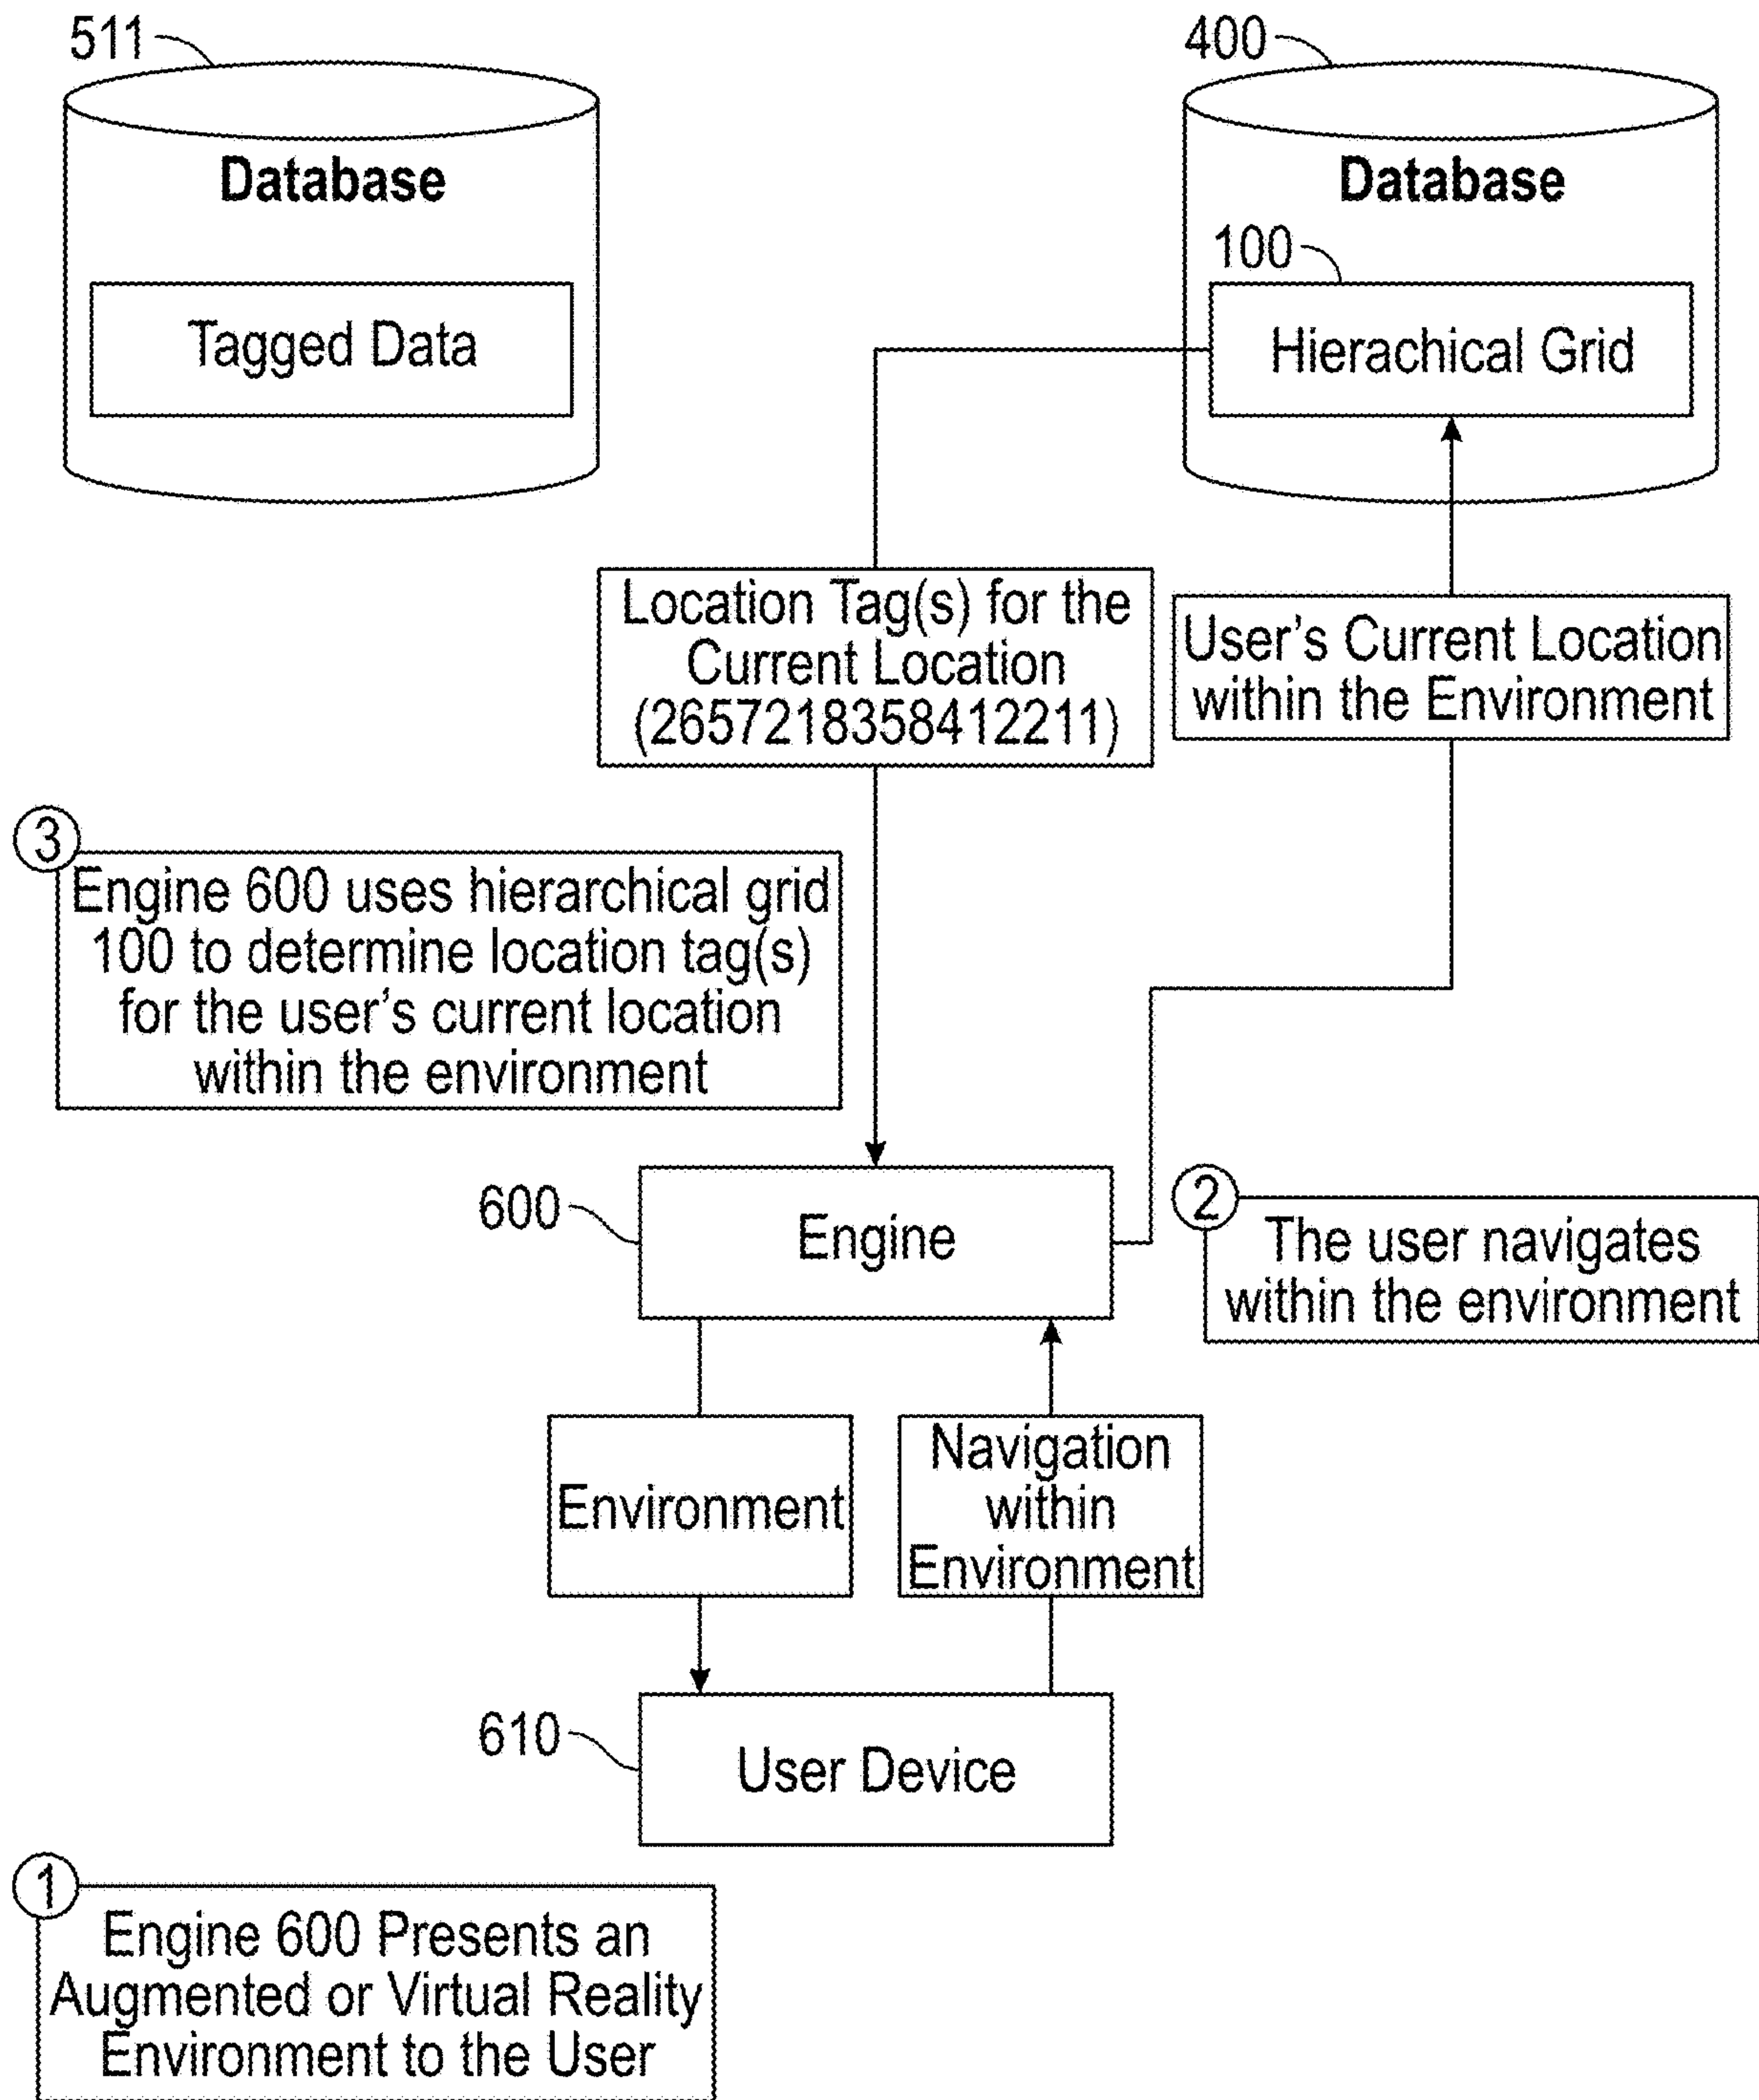 511
400
Database
Database
100
Tagged Data
Hierachical Grid
Location Tag(s) for the
Current Location
(2657218358412211)
User's Current Location
within the Environment
3
Engine 600 uses hierarchical grid
100 to determine location tag(s)
for the user's current location
within the environment
600
Engine
2
The user navigates
within the environment
Environment
Navigation
within
Environment
610
User Device
1
Engine 600 Presents an
Augmented or Virtual Reality
Environment to the User